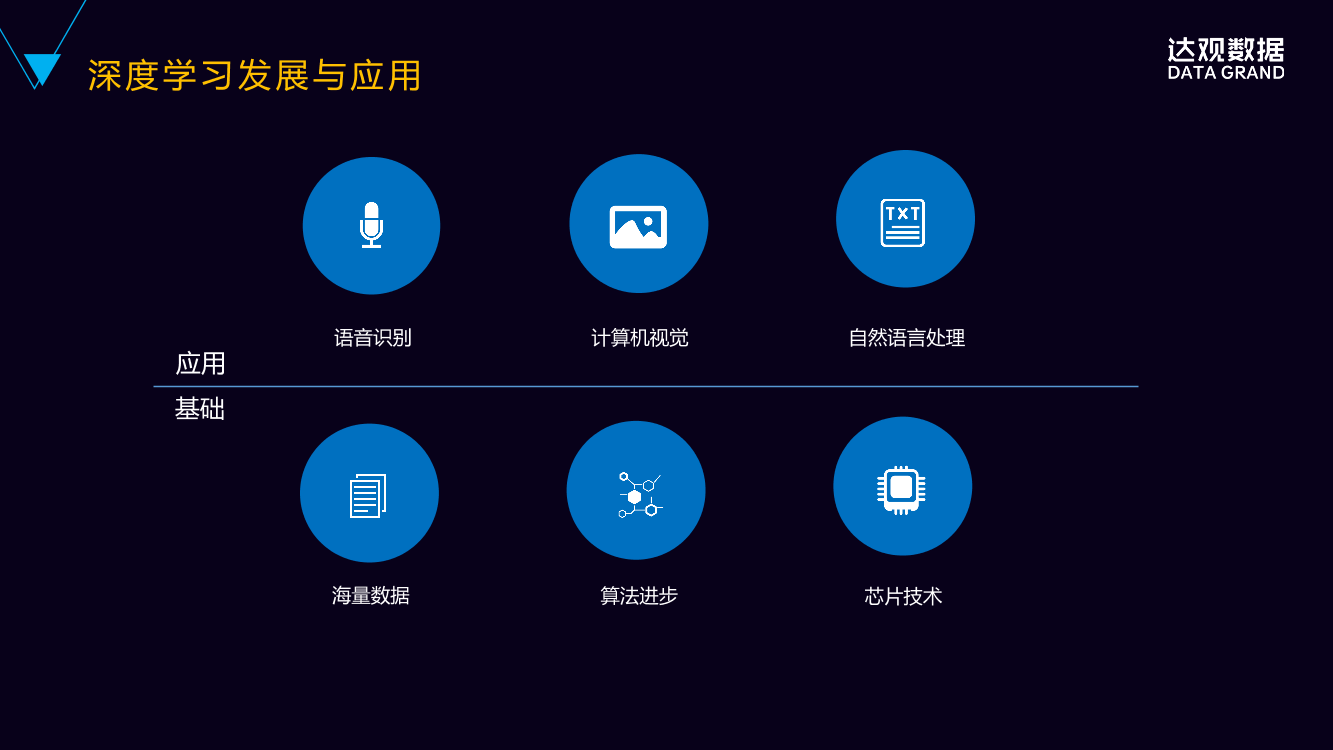 深度学习发展与应用
达观数据
DATA GRAND
TXT
语音识别
计算机视觉
自然语言处理
应用
基础
海量数据
算法进步
芯片技术